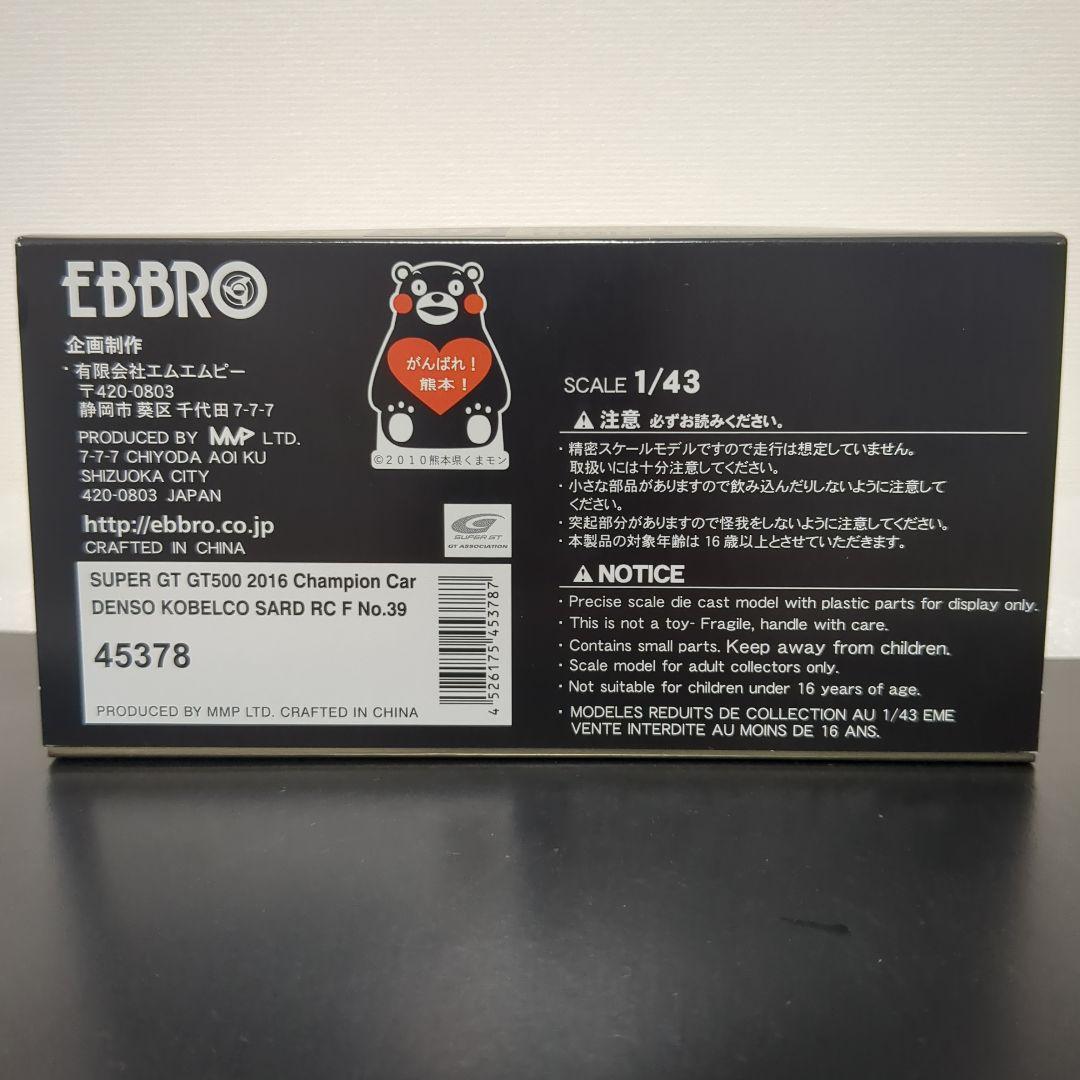 EBBRO
企画制作
有限会社エムエムピー
〒420-0803
静岡市 葵区 千代田 7-7-7
PRODUCED BY MMP LTD.
7-7-7 CHIYODA AOI KU
SHIZUOKA CITY
420-0803 JAPAN
http://ebbro.co.jp
CRAFTED IN CHINA
がんばれ!
熊本!
©2010熊本県くまモン
SUPER GT
GT ASSOCIATION
SUPER GT GT500 2016 Champion Car
DENSO KOBELCO SARD RC F No.39
45378
PRODUCED BY MMP LTD. CRAFTED IN CHINA
4 526175 453787
SCALE 1/43
注意 必ずお読みください。
・精密スケールモデルですので走行は想定していません。
取扱いには十分注意してください。
・小さな部品がありますので飲み込んだりしないように注意して
ください。
・突起部分がありますので怪我をしないように注意してください。
・本製品の対象年齢は16歳以上とさせていただきます。
NOTICE
・Precise scale die cast model with plastic parts for display only.
・This is not a toy- Fragile, handle with care.
・Contains small parts. Keep away from children.
・Scale model for adult collectors only.
・Not suitable for children under 16 years of age.
・MODELES REDUITS DE COLLECTION AU 1/43 EME
VENTE INTERDITE AU MOINS DE 16 ANS.